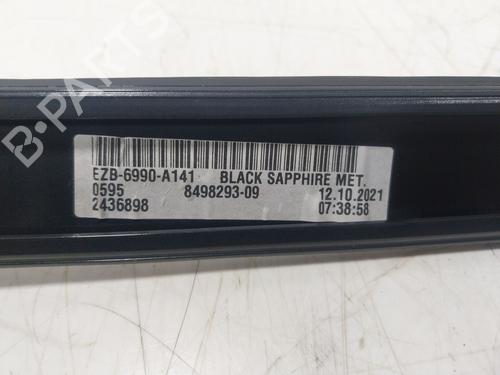 B-PARTS
EZB-6990-A141 BLACK SAPPHIRE MET.
0595 8498293-09 12.10.2021
2436898 07:38:58